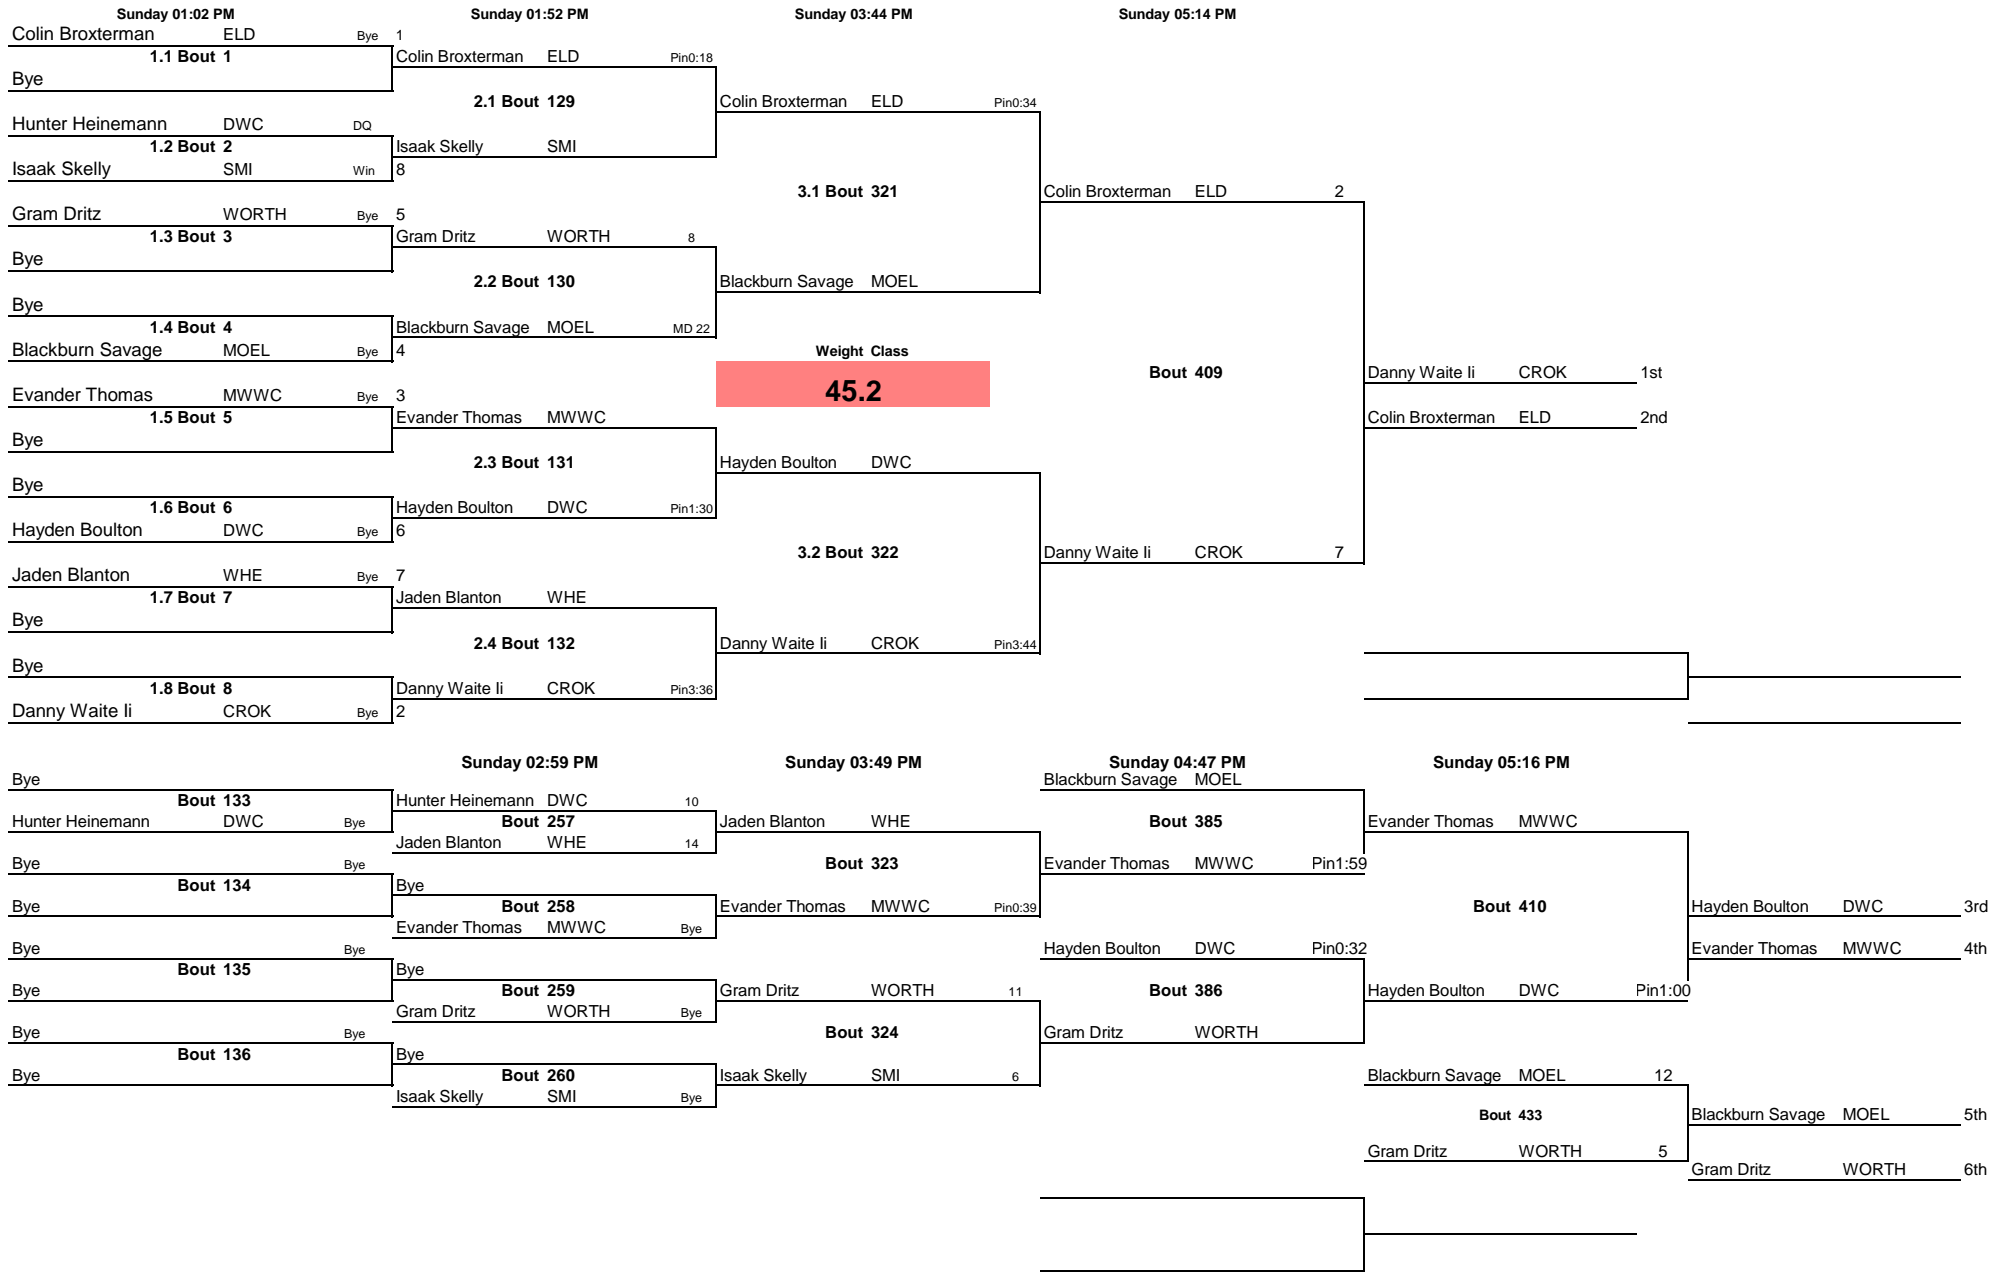 Sunday 01:02 PM Sunday 01:52 PM Sunday 03:44 PM Sunday 05:14 PM
Colin Broxterman ELD Bye 1
1.1 Bout 1 Colin Broxterman ELD Pin0:18
Bye
2.1 Bout 129 Colin Broxterman ELD Pin0:34
Hunter Heinemann DWC DQ
1.2 Bout 2 Isaak Skelly SMI
Isaak Skelly SMI Win 8
3.1 Bout 321 Colin Broxterman ELD 2
Gram Dritz WORTH Bye 5
1.3 Bout 3 Gram Dritz WORTH 8
Bye
2.2 Bout 130 Blackburn Savage MOEL
Bye
1.4 Bout 4 Blackburn Savage MOEL MD 22
Blackburn Savage MOEL Bye 4 Weight Class
Bout 409 Danny Waite Ii CROK 1st
Evander Thomas MWWC Bye 3 45.2
1.5 Bout 5 Evander Thomas MWWC Colin Broxterman ELD 2nd
Bye
2.3 Bout 131 Hayden Boulton DWC
Bye
1.6 Bout 6 Hayden Boulton DWC Pin1:30
Hayden Boulton DWC Bye 6
3.2 Bout 322 Danny Waite Ii CROK 7
Jaden Blanton WHE Bye 7
1.7 Bout 7 Jaden Blanton WHE
Bye
2.4 Bout 132 Danny Waite Ii CROK Pin3:44
Bye
1.8 Bout 8 Danny Waite Ii CROK Pin3:36
Danny Waite Ii CROK Bye 2
Sunday 02:59 PM Sunday 03:49 PM Sunday 04:47 PM Sunday 05:16 PM
Bye Blackburn Savage MOEL
Bout 133 Hunter Heinemann DWC 10
Hunter Heinemann DWC Bye Bout 257 Jaden Blanton WHE Bout 385 Evander Thomas MWWC
Jaden Blanton WHE 14
Bye Bye Bout 323 Evander Thomas MWWC Pin1:59
Bout 134 Bye
Bye Bout 258 Evander Thomas MWWC Pin0:39 Bout 410 Hayden Boulton DWC 3rd
Evander Thomas MWWC Bye
Bye Bye Hayden Boulton DWC Pin0:32 Evander Thomas MWWC 4th
Bout 135 Bye
Bye Bout 259 Gram Dritz WORTH 11 Bout 386 Hayden Boulton DWC Pin1:00
Gram Dritz WORTH Bye
Bye Bye Bout 324 Gram Dritz WORTH
Bout 136 Bye
Bye Bout 260 Isaak Skelly SMI 6 Blackburn Savage MOEL 12
Isaak Skelly SMI Bye
Bout 433 Blackburn Savage MOEL 5th
Gram Dritz WORTH 5
Gram Dritz WORTH 6th